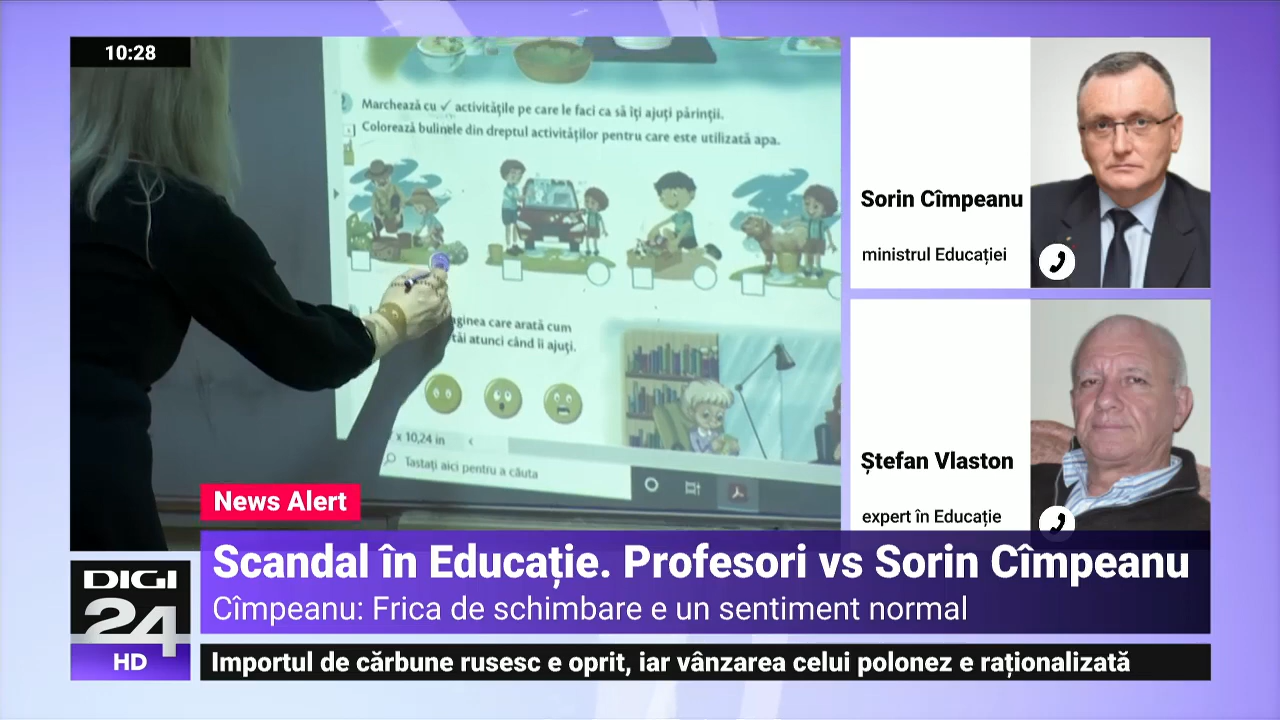 10:28
Marchează cu ✓ activitățile pe care le faci ca să îți ajuți părinții.
Colorează bulinele din dreptul activităților pentru care este utilizată apa.
aginea care arată cum
tăi atunci când îi ajuți.
x 10,24 in
Tastați aici pentru a căuta
Sorin Cîmpeanu
ministrul Educației
Ștefan Vlaston
expert în Educație
News Alert
Scandal în Educație. Profesori vs Sorin Cîmpeanu
Cîmpeanu: Frica de schimbare e un sentiment normal
DIGI
24
HD
Importul de cărbune rusesc e oprit, iar vânzarea celui polonez e raționalizată